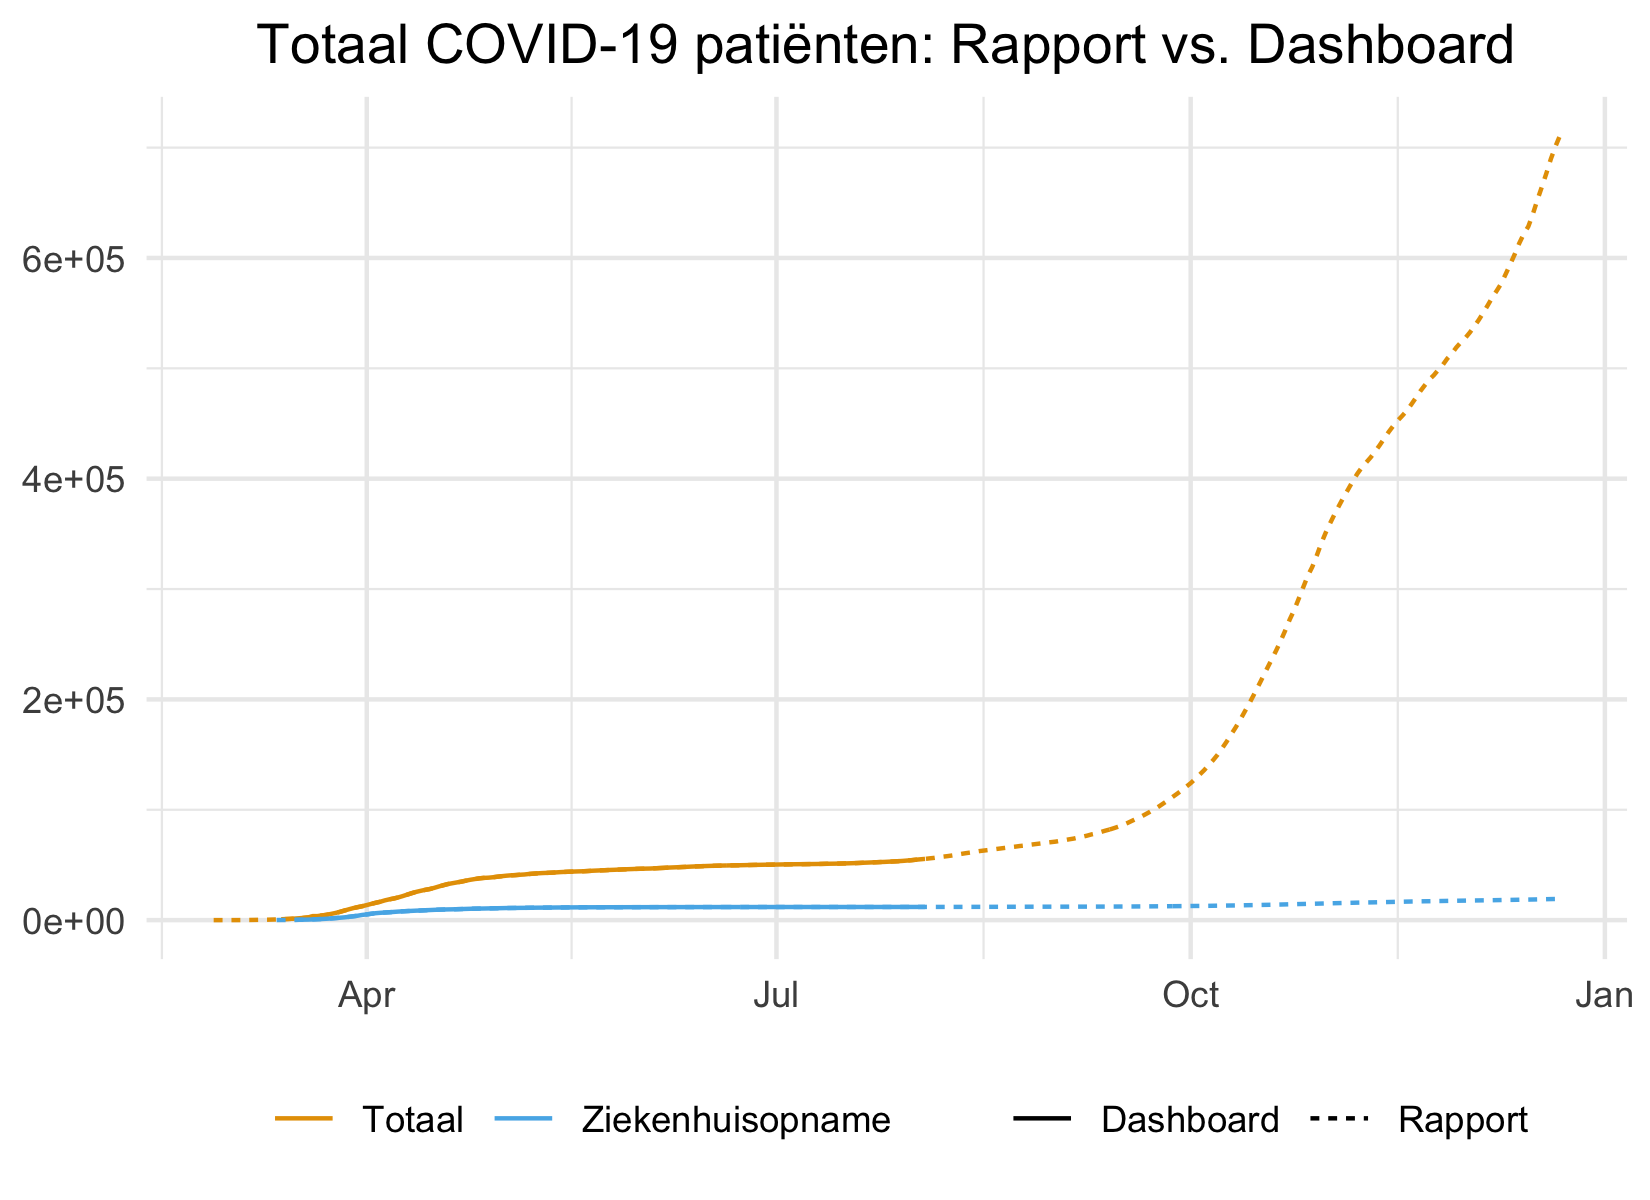 Totaal COVID-19 patiënten: Rapport vs. Dashboard
6e+05
4e+05
2e+05
0e+00
Apr Jul Oct Jan
Totaal Ziekenhuisopname Dashboard Rapport